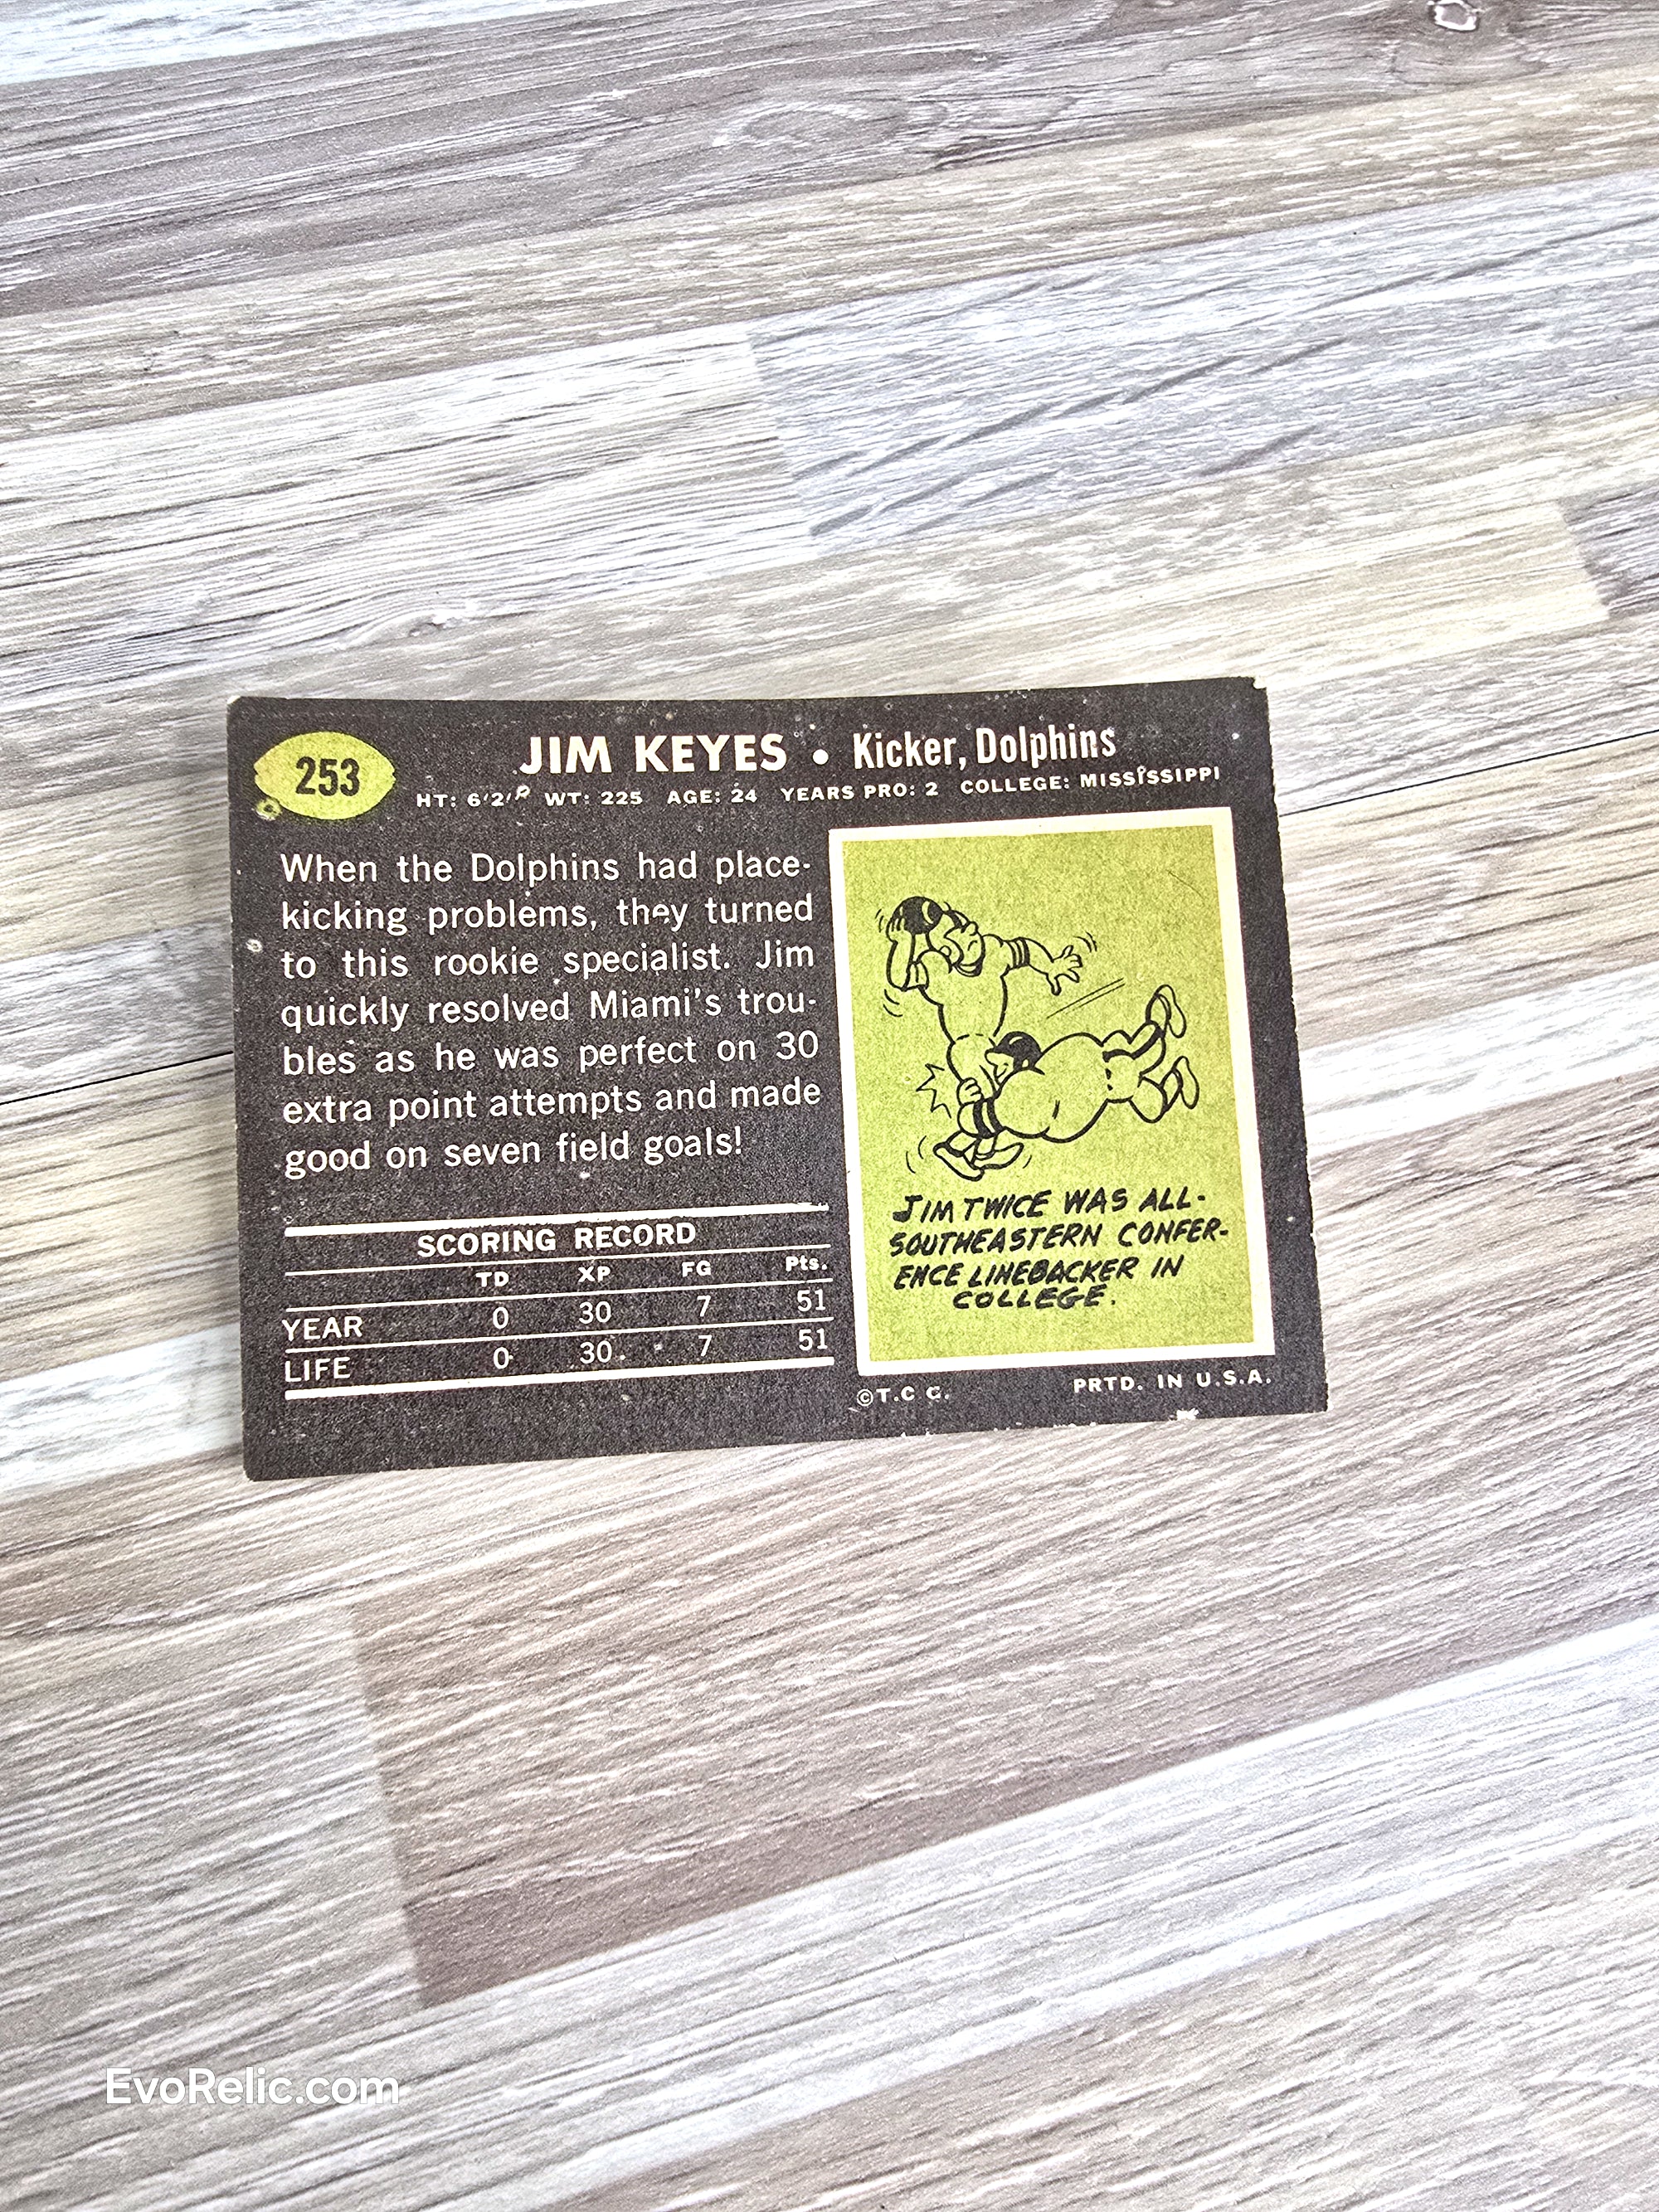 253
JIM KEYES • Kicker, Dolphins
HT: 6'2" WT: 225 AGE: 24 YEARS PRO: 2 COLLEGE: MISSISSIPPI
When the Dolphins had place-
kicking problems, they turned
to this rookie specialist. Jim
quickly resolved Miami's trou-
bles as he was perfect on 30
extra point attempts and made
good on seven field goals!
SCORING RECORD
TD XP FG Pts.
YEAR 0 30 7 51
LIFE 0 30 7 51
JIM TWICE WAS ALL-
SOUTHEASTERN CONFER-
ENCE LINEBACKER IN
COLLEGE.
©T.C G. PRTD. IN U.S.A.
EvoRelic.com